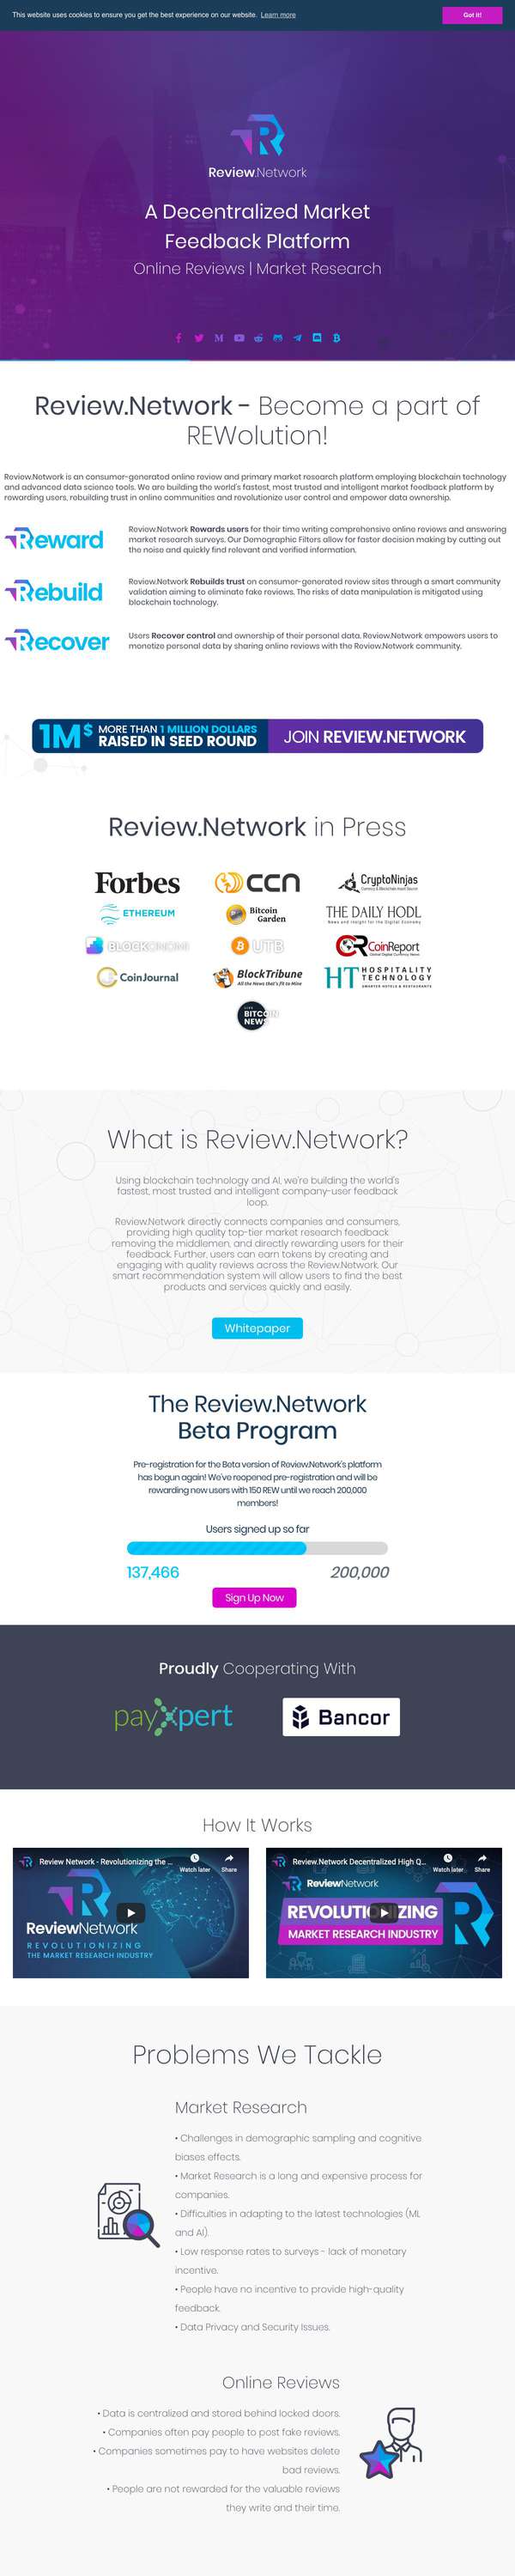 This website uses cookies to ensure you get the best experience on our website. Learn more
Got it!
Review.Network
A Decentralized Market
Feedback Platform
Online Reviews | Market Research
Review.Network - Become a part of
REWolution!
Review.Network is an consumer-generated online review and primary market research platform employing blockchain technology
and advanced data science tools. We are building the world's fastest, most trusted and intelligent market feedback platform by
rewarding users, rebuilding trust in online communities and revolutionize user control and empower data ownership.
Reward
Review.Network Rewards users for their time writing comprehensive online reviews and answering
market research surveys. Our Demographic Filters allow for faster decision making by cutting out
the noise and quickly find relevant and verified information.
Rebuild
Review.Network Rebuilds trust on consumer-generated review sites through a smart community
validation aiming to eliminate fake reviews. The risks of data manipulation is mitigated using
blockchain technology.
Recover
Users Recover control and ownership of their personal data. Review.Network empowers users to
monetize personal data by sharing online reviews with the Review.Network community.
1M$ MORE THAN 1 MILLION DOLLARS
RAISED IN SEED ROUND
JOIN REVIEW.NETWORK
Review.Network in Press
Forbes
CCN
CryptoNinjas
ETHEREUM
Bitcoin
Garden
THE DAILY HODL
News and Insight for the Digital Economy
BLOCKONOMI
UTB
CR CoinReport
CoinJournal
BlockTribune
All the News that's Fit to Mine
HT HOSPITALITY
TECHNOLOGY
SMARTER HOTELS & RESTAURANTS
LIVE
BITCOIN
NEWS
What is Review.Network?
Using blockchain technology and AI, we're building the world's
fastest, most trusted and intelligent company-user feedback
loop.
Review.Network directly connects companies and consumers,
providing high quality top-tier market research feedback
removing the middlemen, and directly rewarding users for their
feedback. Further, users can earn tokens by creating and
engaging with quality reviews across the Review.Network. Our
smart recommendation system will allow users to find the best
products and services quickly and easily.
Whitepaper
The Review.Network
Beta Program
Pre-registration for the Beta version of Review.Network's platform
has begun again! We've reopened pre-registration and will be
rewarding new users with 150 REW until we reach 200,000
members!
Users signed up so far
137,466
200,000
Sign Up Now
Proudly Cooperating With
payXpert
Bancor
How It Works
Review Network - Revolutionizing the ...
Watch later
Share
ReviewNetwork
REVOLUTIONIZING
THE MARKET RESEARCH INDUSTRY
Review.Network Decentralized High Q...
Watch later
Share
ReviewNetwork
REVOLUTIONIZING
MARKET RESEARCH INDUSTRY
Problems We Tackle
Market Research
• Challenges in demographic sampling and cognitive
biases effects.
• Market Research is a long and expensive process for
companies.
• Difficulties in adapting to the latest technologies (ML
and AI).
• Low response rates to surveys - lack of monetary
incentive.
• People have no incentive to provide high-quality
feedback.
• Data Privacy and Security Issues.
Online Reviews
• Data is centralized and stored behind locked doors.
• Companies often pay people to post fake reviews.
• Companies sometimes pay to have websites delete
bad reviews.
• People are not rewarded for the valuable reviews
they write and their time.